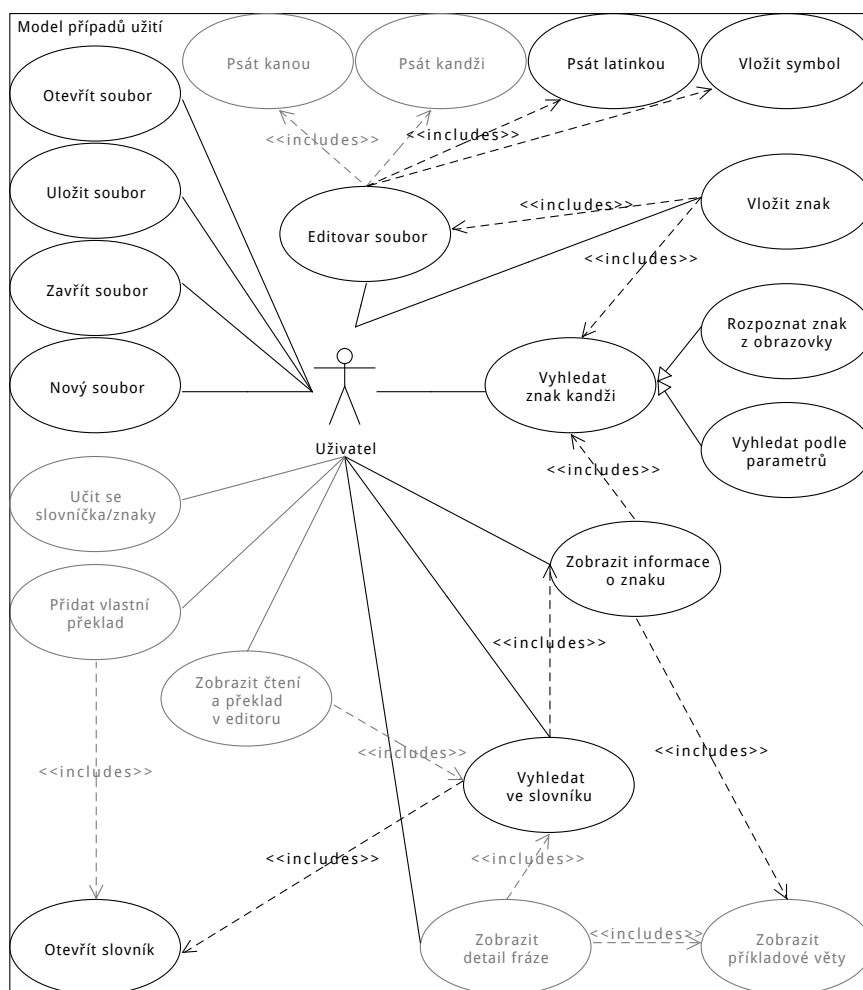 Model případů užití
Psát kanou
Psát kandži
Psát latinkou
Vložit symbol
Otevřít soubor
<<includes>>
<<includes>>
Uložit soubor
<<includes>>
Vložit znak
Editovar soubor
<<includes>>
Zavřít soubor
Rozpoznat znak
z obrazovky
Nový soubor
Vyhledat
znak kandži
Uživatel
Vyhledat podle
parametrů
<<includes>>
Učit se
slovníčka/znaky
Zobrazit informace
o znaku
Přidat vlastní
překlad
<<includes>>
Zobrazit čtení
a překlad
v editoru
<<includes>>
<<includes>>
<<includes>>
Vyhledat
ve slovníku
<<includes>>
<<includes>>
Otevřít slovník
Zobrazit
detail fráze
<<includes>>
Zobrazit
příkladové věty